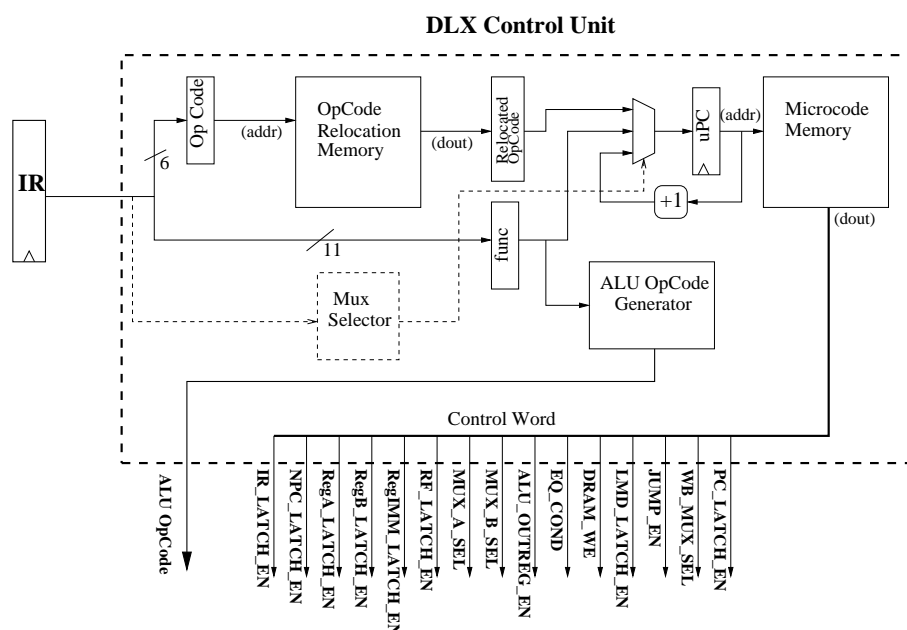 DLX Control Unit
IR
6
Op Code
(addr)
OpCode
Relocation
Memory
(dout)
Relocated
OpCode
uPC
(addr)
Microcode
Memory
(dout)
+1
11
func
Mux
Selector
ALU OpCode
Generator
Control Word
ALU OpCode
IR_LATCH_EN
NPC_LATCH_EN
RegA_LATCH_EN
RegB_LATCH_EN
RegIMM_LATCH_EN
RF_LATCH_EN
MUX_A_SEL
MUX_B_SEL
ALU_OUTREG_EN
EQ_COND
DRAM_WE
LMD_LATCH_EN
JUMP_EN
WB_MUX_SEL
PC_LATCH_EN